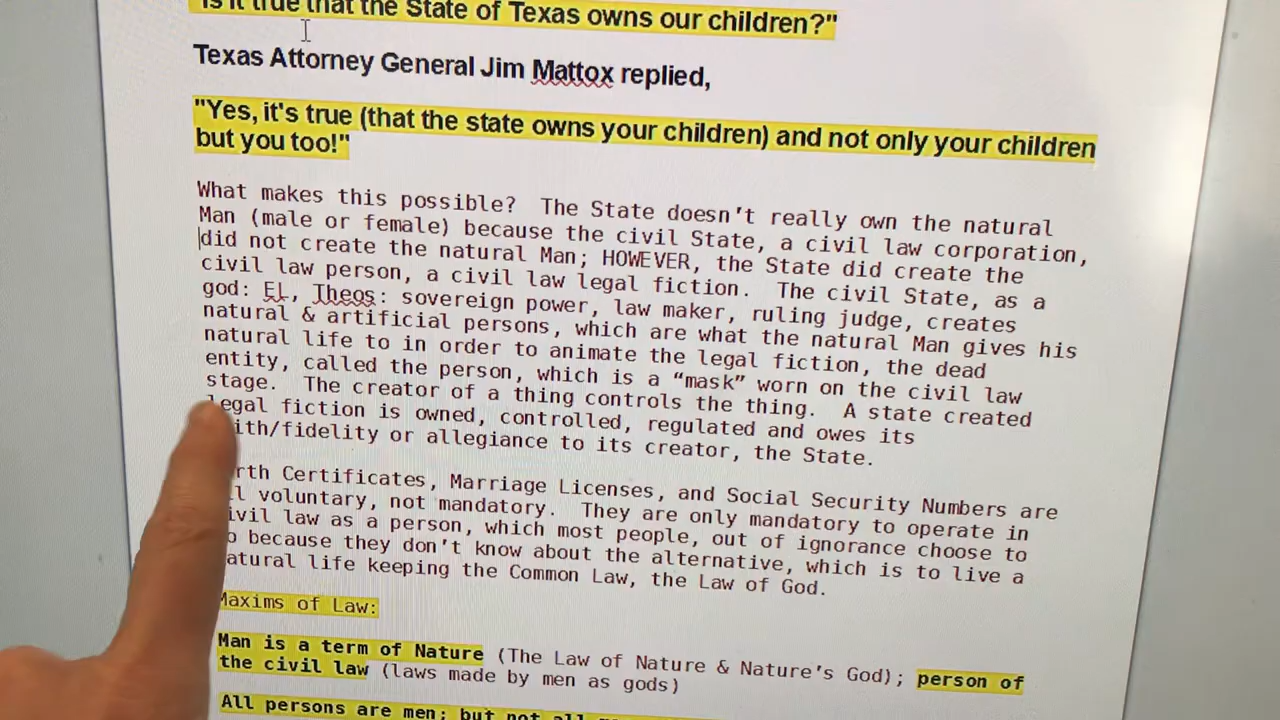 "Is it true that the State of Texas owns our children?"
Texas Attorney General Jim Mattox replied,
"Yes, it's true (that the state owns your children) and not only your children
but you too!"
What makes this possible?  The State doesn't really own the natural
Man (male or female) because the civil State, a civil law corporation,
did not create the natural Man; HOWEVER, the State did create the
civil law person, a civil law legal fiction.  The civil State, as a
god: EL, Theos: sovereign power, law maker, ruling judge, creates
natural & artificial persons, which are what the natural Man gives his
natural life to in order to animate the legal fiction, the dead
entity, called the person, which is a “mask” worn on the civil law
stage.  The creator of a thing controls the thing.  A state created
legal fiction is owned, controlled, regulated and owes its
/fidelity or allegiance to its creator, the State.
Certificates, Marriage Licenses, and Social Security Numbers are
voluntary, not mandatory.  They are only mandatory to operate in
law as a person, which most people, out of ignorance choose to
because they don't know about the alternative, which is to live a
natural life keeping the Common Law, the Law of God.
Maxims of Law:
Man is a term of Nature (The Law of Nature & Nature's God); person of
the civil law (laws made by men as gods)
All persons are men; but not all